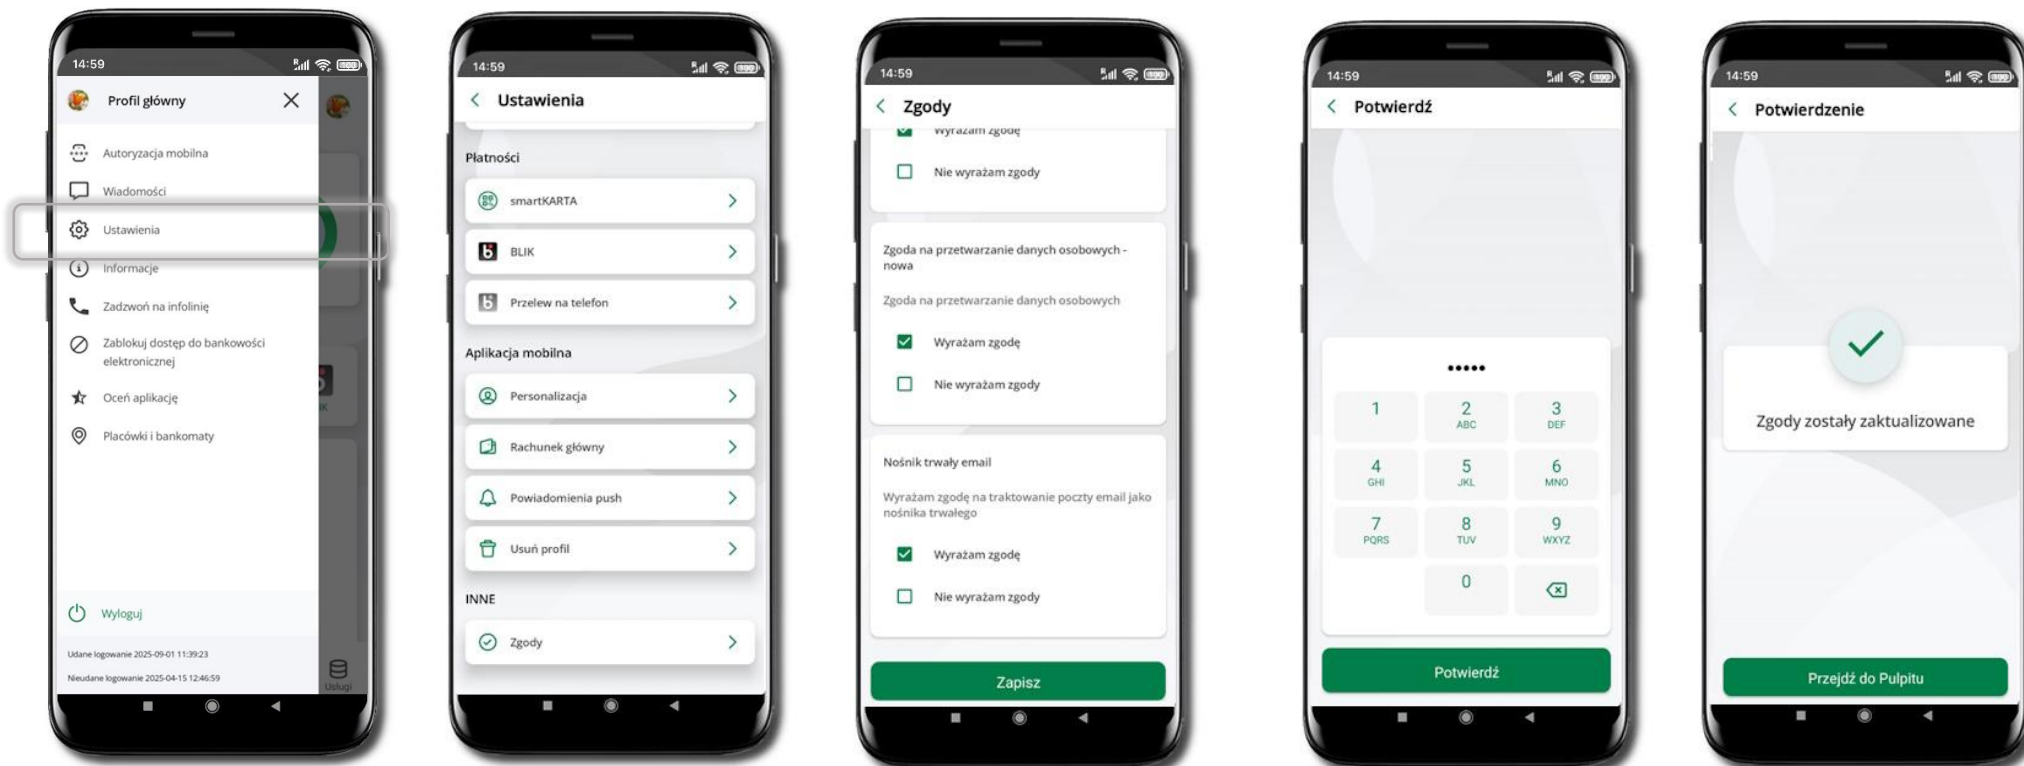 14:59
Profil główny
Autoryzacja mobilna
Wiadomości
Ustawienia
Informacje
Zadzwoń na infolinię
Zablokuj dostęp do bankowości
elektronicznej
Oceń aplikację
Placówki i bankomaty
Wyloguj
Udane logowanie 2025-09-01 11:39:23
Nieudane logowanie 2025-04-15 12:46:59
Usługi
14:59
Ustawienia
Płatności
smartKARTA
BLIK
Przelew na telefon
Aplikacja mobilna
Personalizacja
Rachunek główny
Powiadomienia push
Usuń profil
INNE
Zgody
14:59
Zgody
Wyrażam zgodę
Nie wyrażam zgody
Zgoda na przetwarzanie danych osobowych -
nowa
Zgoda na przetwarzanie danych osobowych
Wyrażam zgodę
Nie wyrażam zgody
Nośnik trwały email
Wyrażam zgodę na traktowanie poczty email jako
nośnika trwałego
Wyrażam zgodę
Nie wyrażam zgody
Zapisz
14:59
Potwierdź
1 2 3
ABC DEF
4 5 6
GHI JKL MNO
7 8 9
PQRS TUV WXYZ
0
Potwierdź
14:59
Potwierdzenie
Zgody zostały zaktualizowane
Przejdź do Pulpitu